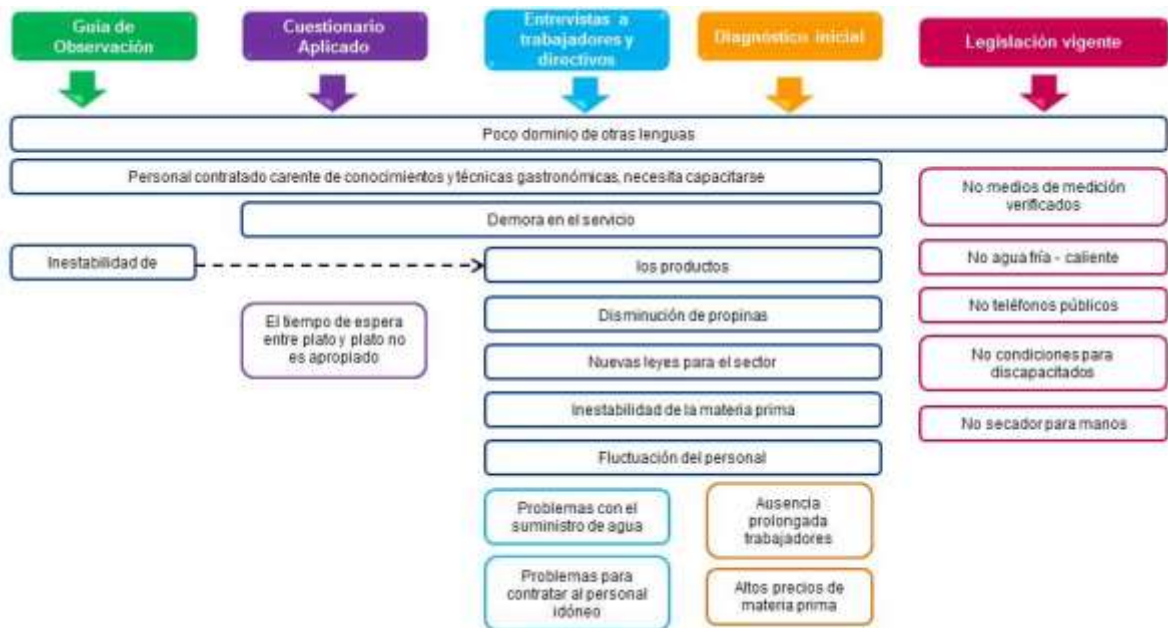 Guía de
Observación
Cuestionario
Aplicado
Entrevistas a
trabajadores y
directivos
Diagnóstico inicial
Legislación vigente
Poco dominio de otras lenguas
Personal contratado carente de conocimientos y técnicas gastronómicas, necesita capacitarse
Demora en el servicio
Inestabilidad de
los productos
El tiempo de espera
entre plato y plato no
es apropiado
Disminución de propinas
Nuevas leyes para el sector
Inestabilidad de la materia prima
Fluctuación del personal
Problemas con el
suministro de agua
Problemas para
contratar al personal
idóneo
Ausencia
prolongada
trabajadores
Altos precios de
materia prima
No medios de medición
verificados
No agua fría - caliente
No teléfonos públicos
No condiciones para
discapacitados
No secador para manos